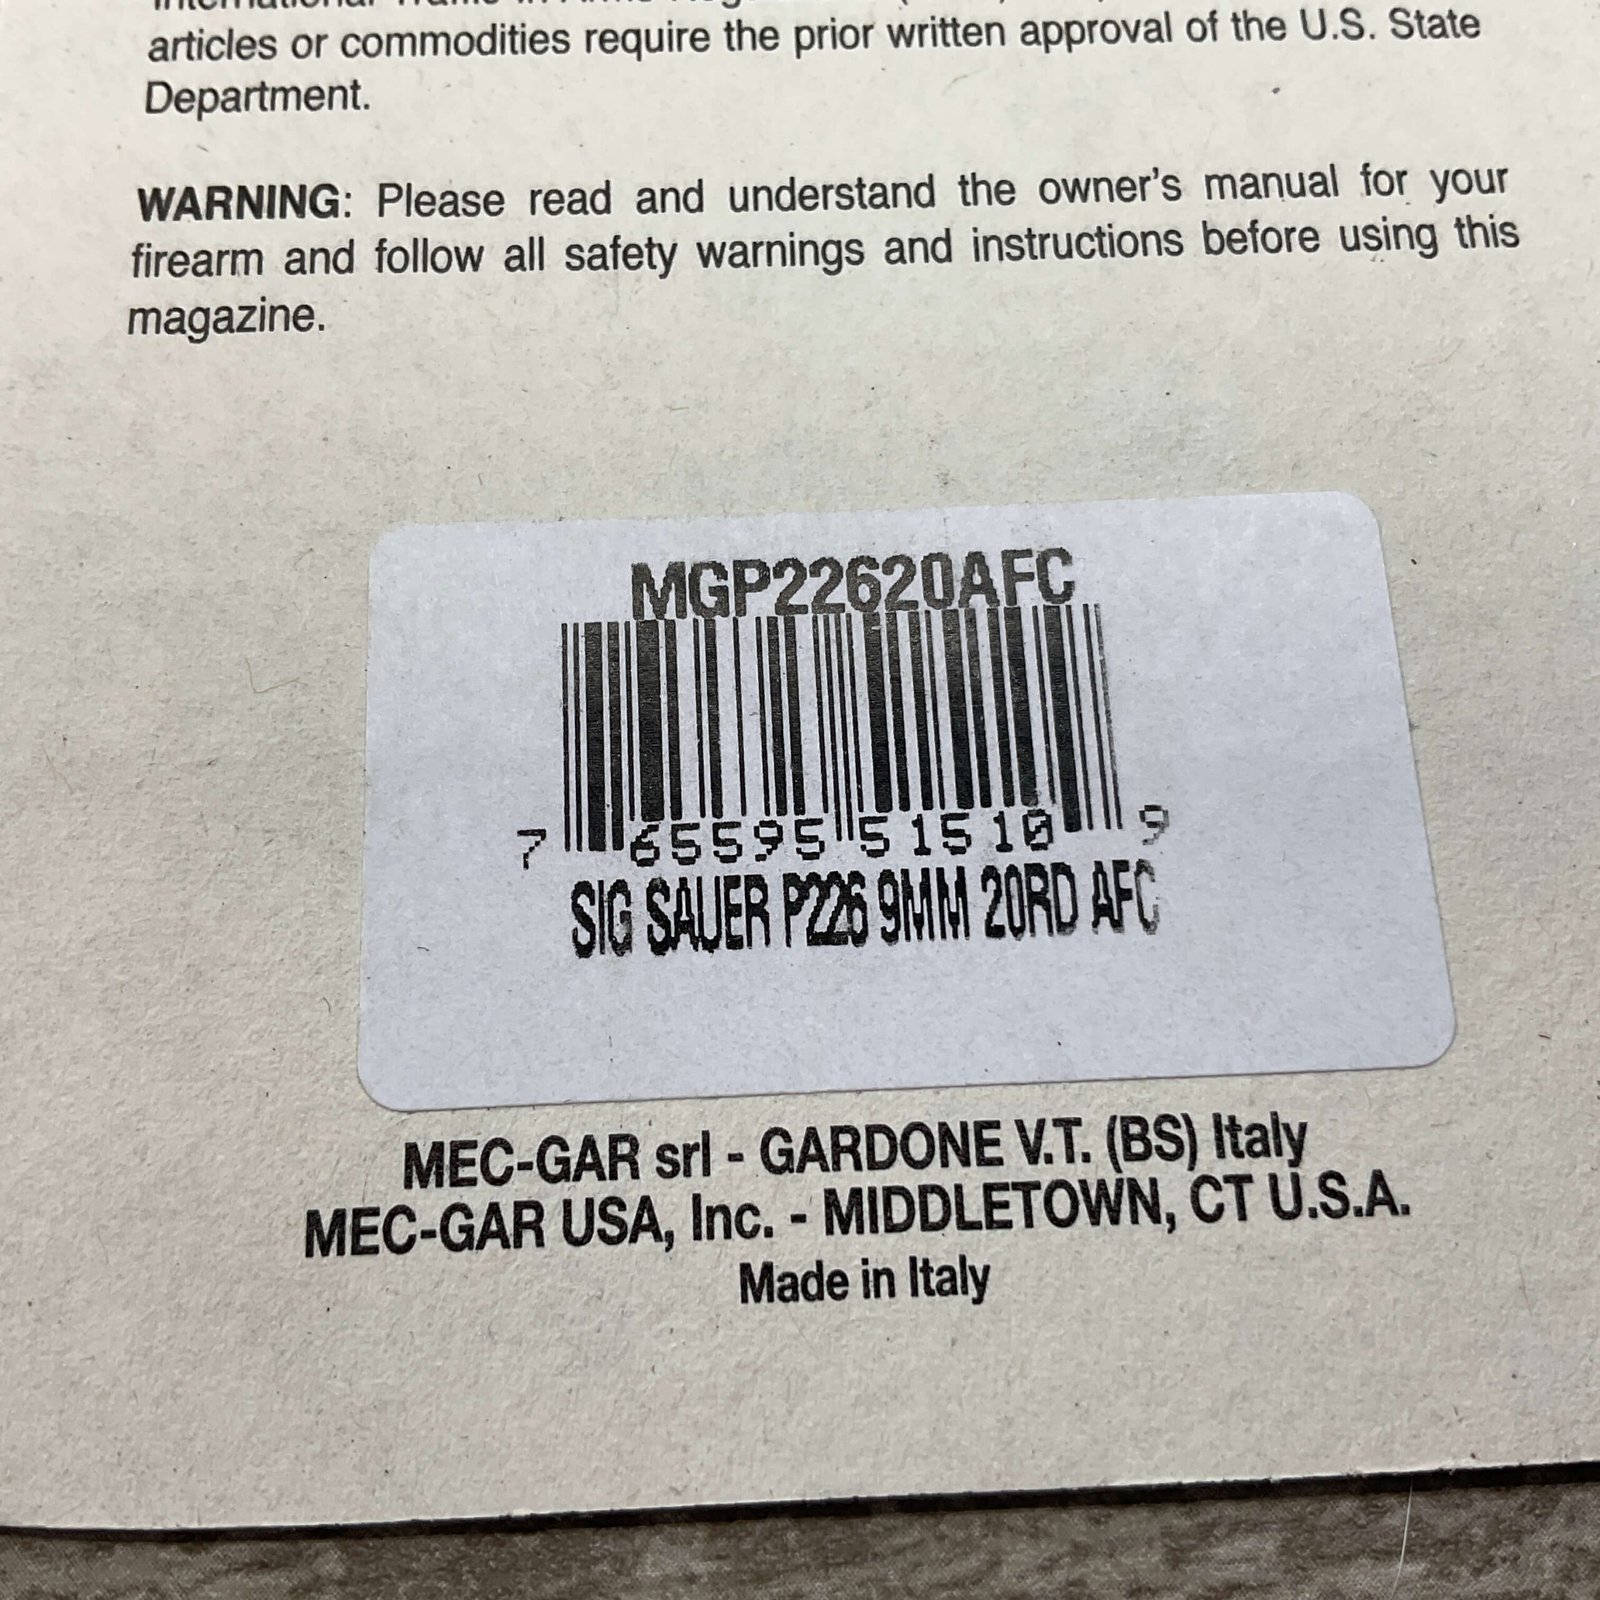 articles or commodities require the prior written approval of the U.S. State
Department.
WARNING: Please read and understand the owner's manual for your
firearm and follow all safety warnings and instructions before using this
magazine.
MGP22620AFC
7 65595 51510 9
SIG SAUER P226 9MM 20RD AFC
MEC-GAR srl - GARDONE V.T. (BS) Italy
MEC-GAR USA, Inc. - MIDDLETOWN, CT U.S.A.
Made in Italy